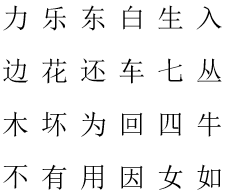 力 乐 东 白 生 入
边 花 还 车 七 丛
木 坏 为 回 四 牛
不 有 用 因 女 如